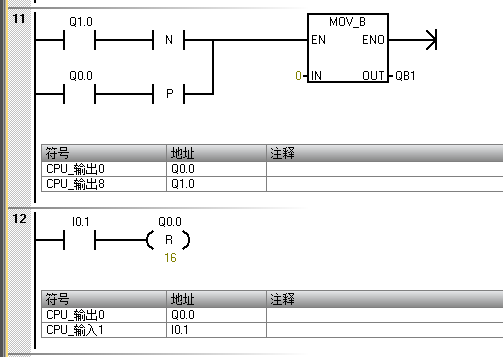 11
Q1.0 MOV_B
N EN ENO
Q0.0
P 0 IN OUT QB1
符号 地址 注释
CPU_输出0 Q0.0
CPU_输出8 Q1.0
12
I0.1 Q0.0
R
16
符号 地址 注释
CPU_输出0 Q0.0
CPU_输入1 I0.1